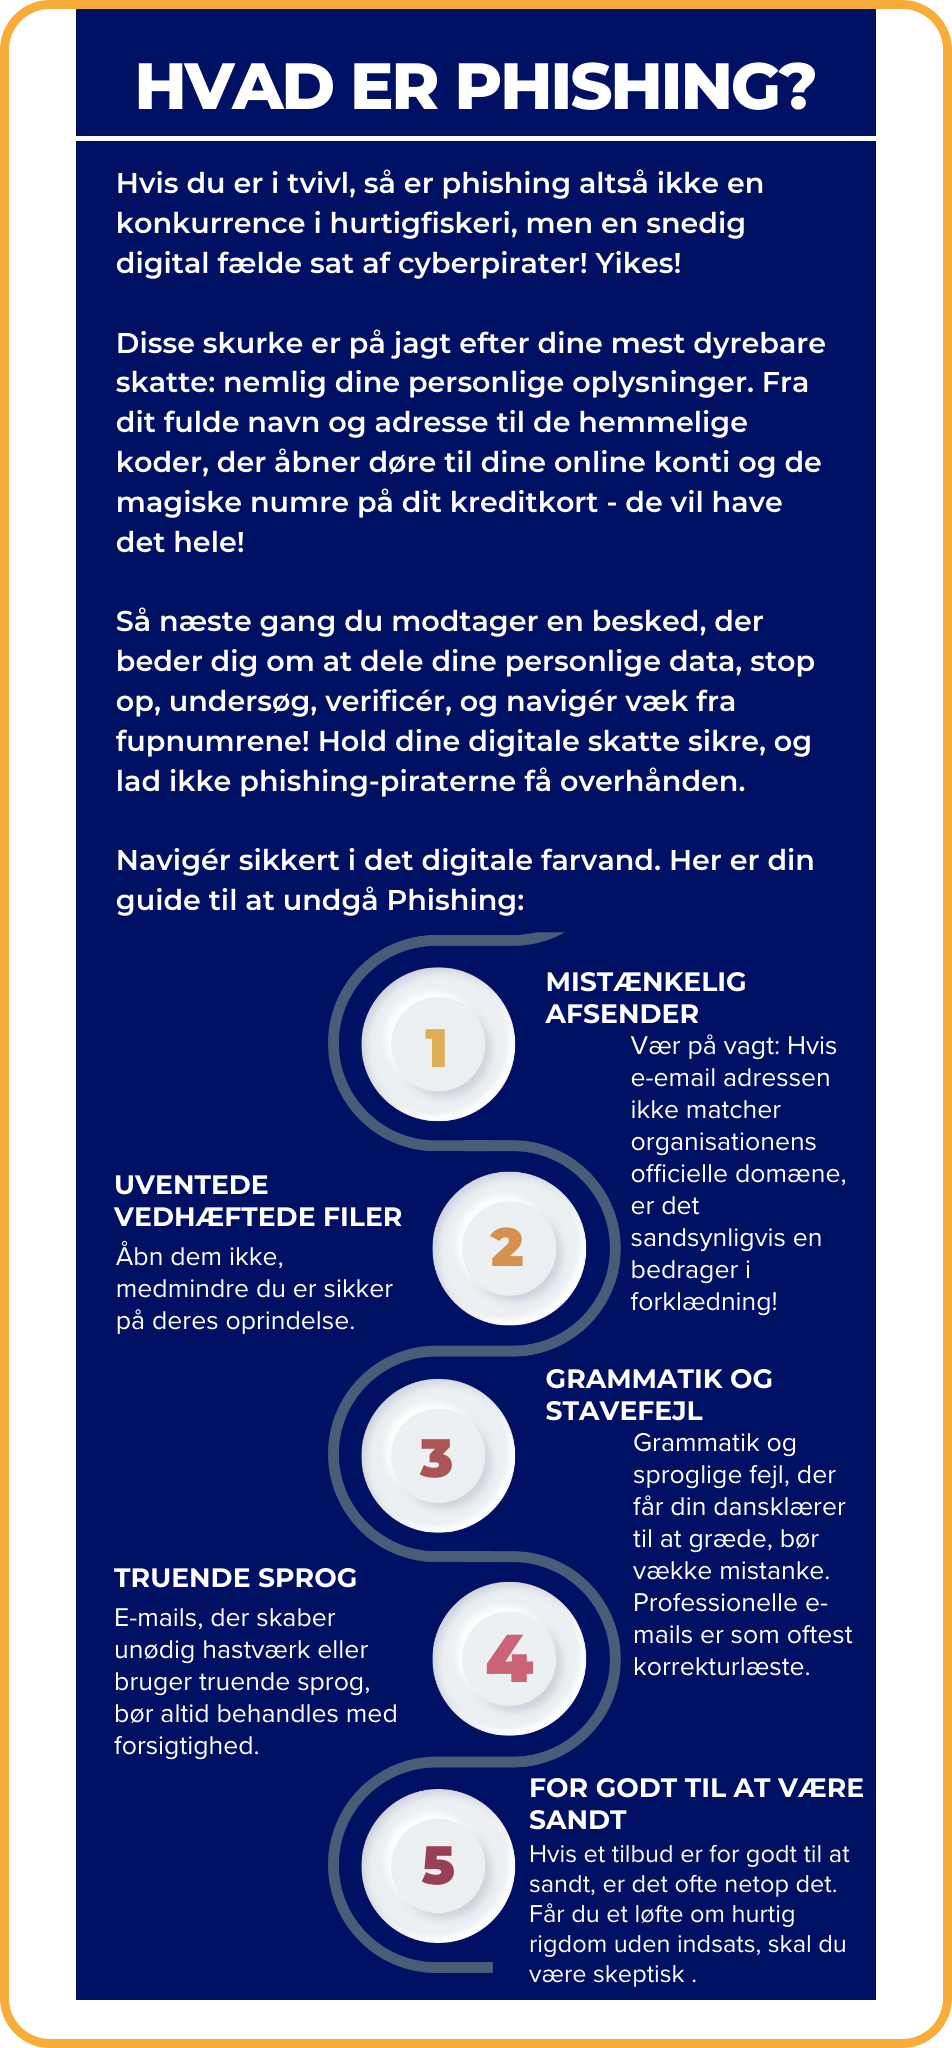 HVAD ER PHISHING?
Hvis du er i tvivl, så er phishing altså ikke en
konkurrence i hurtigfiskeri, men en snedig
digital fælde sat af cyberpirater! Yikes!
Disse skurke er på jagt efter dine mest dyrebare
skatte: nemlig dine personlige oplysninger. Fra
dit fulde navn og adresse til de hemmelige
koder, der åbner døre til dine online konti og de
magiske numre på dit kreditkort - de vil have
det hele!
Så næste gang du modtager en besked, der
beder dig om at dele dine personlige data, stop
op, undersøg, verificér, og navigér væk fra
fupnumrene! Hold dine digitale skatte sikre, og
lad ikke phishing-piraterne få overhånden.
Navigér sikkert i det digitale farvand. Her er din
guide til at undgå Phishing:
1
MISTÆNKELIG
AFSENDER
Vær på vagt: Hvis
e-email adressen
ikke matcher
organisationens
officielle domæne,
er det
sandsynligvis en
bedrager i
forklædning!
2
UVENTEDE
VEDHÆFTEDE FILER
Åbn dem ikke,
medmindre du er sikker
på deres oprindelse.
3
GRAMMATIK OG
STAVEFEJL
Grammatik og
sproglige fejl, der
får din dansklærer
til at græde, bør
vække mistanke.
Professionelle e-
mails er som oftest
korrekturlæste.
4
TRUENDE SPROG
E-mails, der skaber
unødig hastværk eller
bruger truende sprog,
bør altid behandles med
forsigtighed.
5
FOR GODT TIL AT VÆRE
SANDT
Hvis et tilbud er for godt til at
sandt, er det ofte netop det.
Får du et løfte om hurtig
rigdom uden indsats, skal du
være skeptisk .